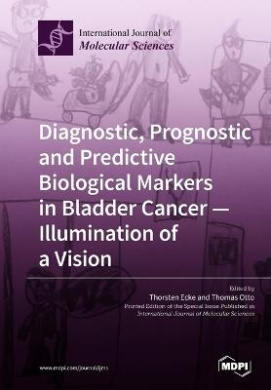 International Journal of
Molecular Sciences
Diagnostic, Prognostic
and Predictive
Biological Markers
in Bladder Cancer —
Illumination of
a Vision
Edited by
Thorsten Ecke and Thomas Otto
Printed Edition of the Special Issue Published in
International Journal of Molecular Sciences
www.mdpi.com/journal/ijms
MDPI